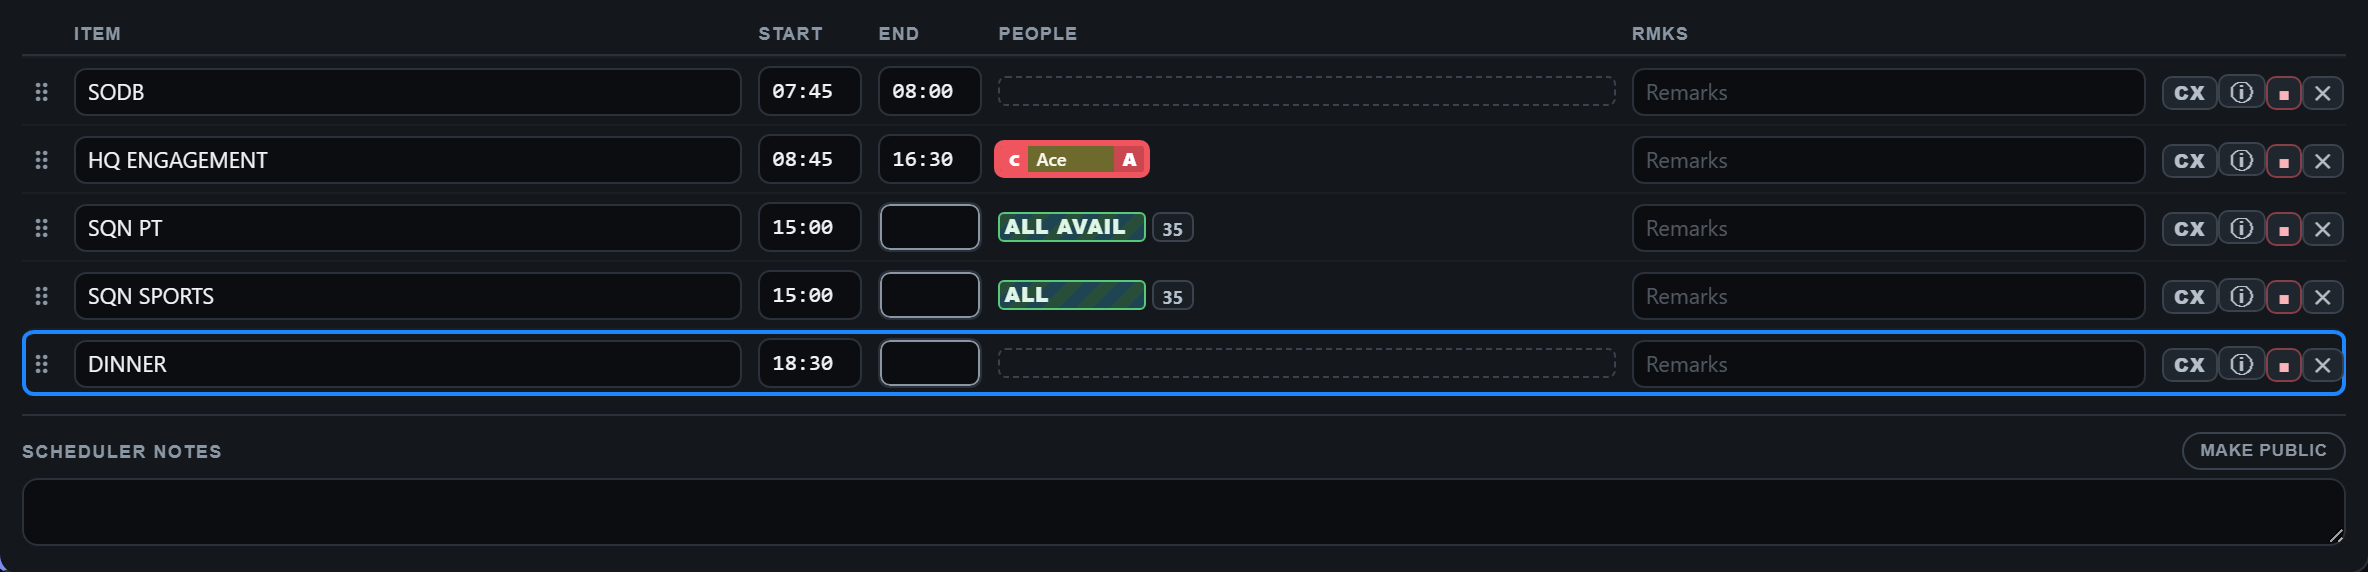 ITEM START END PEOPLE RMKS
SODB 07:45 08:00 Remarks CX i
HQ ENGAGEMENT 08:45 16:30 c Ace A Remarks CX i
SQN PT 15:00 ALL AVAIL 35 Remarks CX i
SQN SPORTS 15:00 ALL 35 Remarks CX i
DINNER 18:30 Remarks CX i
SCHEDULER NOTES MAKE PUBLIC